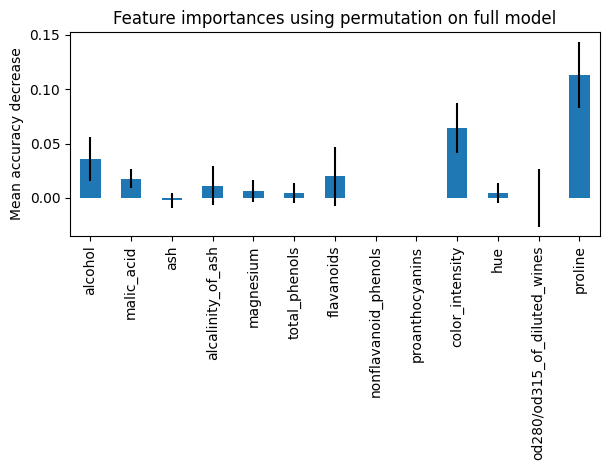 Feature importances using permutation on full model
Mean accuracy decrease
0.15
0.10
0.05
0.00
alcohol
malic_acid
ash
alcalinity_of_ash
magnesium
total_phenols
flavanoids
nonflavanoid_phenols
proanthocyanins
color_intensity
hue
od280/od315_of_diluted_wines
proline